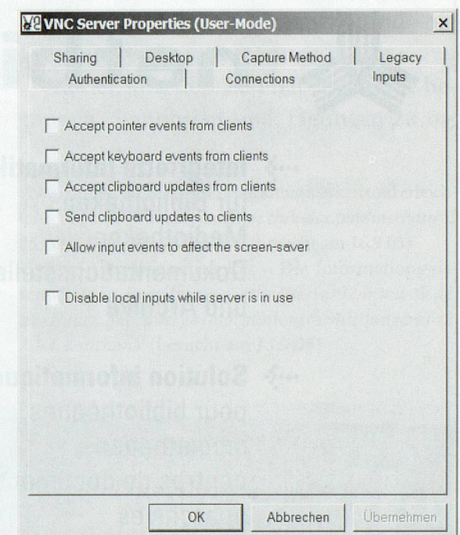 VNC Server Properties (User-Mode)
Sharing Desktop Capture Method Legacy
Authentication Connections Inputs
Accept pointer events from clients
Accept keyboard events from clients
Accept clipboard updates from clients
Send clipboard updates to clients
Allow input events to affect the screen-saver
Disable local inputs while server is in use
OK Abbrechen Übernehmen